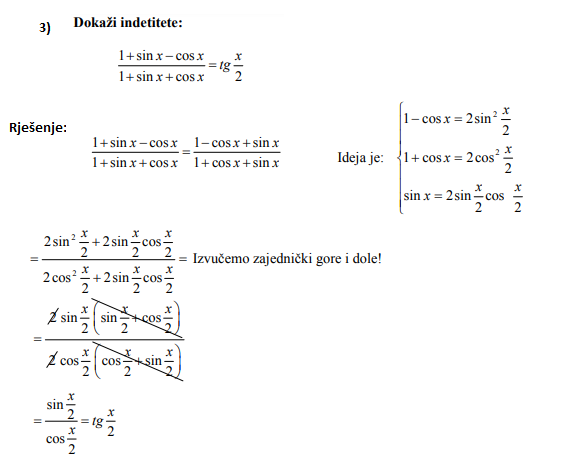 3) Dokaži indetitete:
(1+sin x−cos x)/(1+sin x+cos x) = tg x/2
Rješenje:
(1+sin x−cos x)/(1+sin x+cos x) = (1−cos x+sin x)/(1+cos x+sin x)
Ideja je: { 1−cos x = 2sin² x/2
1+cos x = 2cos² x/2
sin x = 2sin x/2 cos x/2
= (2sin² x/2 + 2sin x/2 cos x/2)/(2cos² x/2 + 2sin x/2 cos x/2) = Izvučemo zajednički gore i dole!
= (2 sin x/2 (sin x/2 + cos x/2))/(2 cos x/2 (cos x/2 + sin x/2))
= (sin x/2)/(cos x/2) = tg x/2